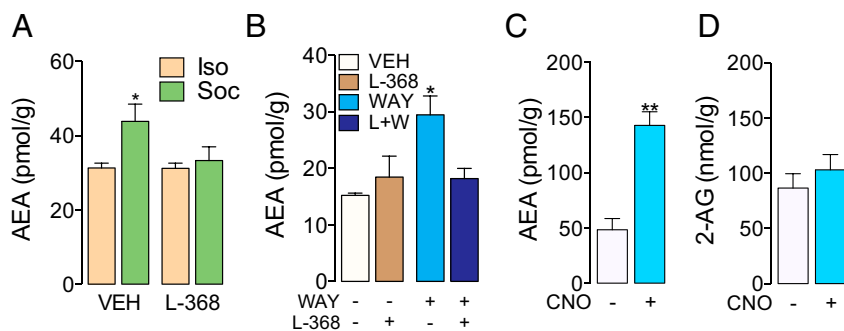 A
AEA (pmol/g)
60
40
20
0
Iso
Soc
*
VEH L-368
B
AEA (pmol/g)
40
30
20
10
0
VEH
L-368
WAY
L+W
*
WAY - - + +
L-368 - + - +
C
AEA (pmol/g)
200
150
100
50
0
**
CNO - +
D
2-AG (nmol/g)
200
150
100
50
0
CNO - +